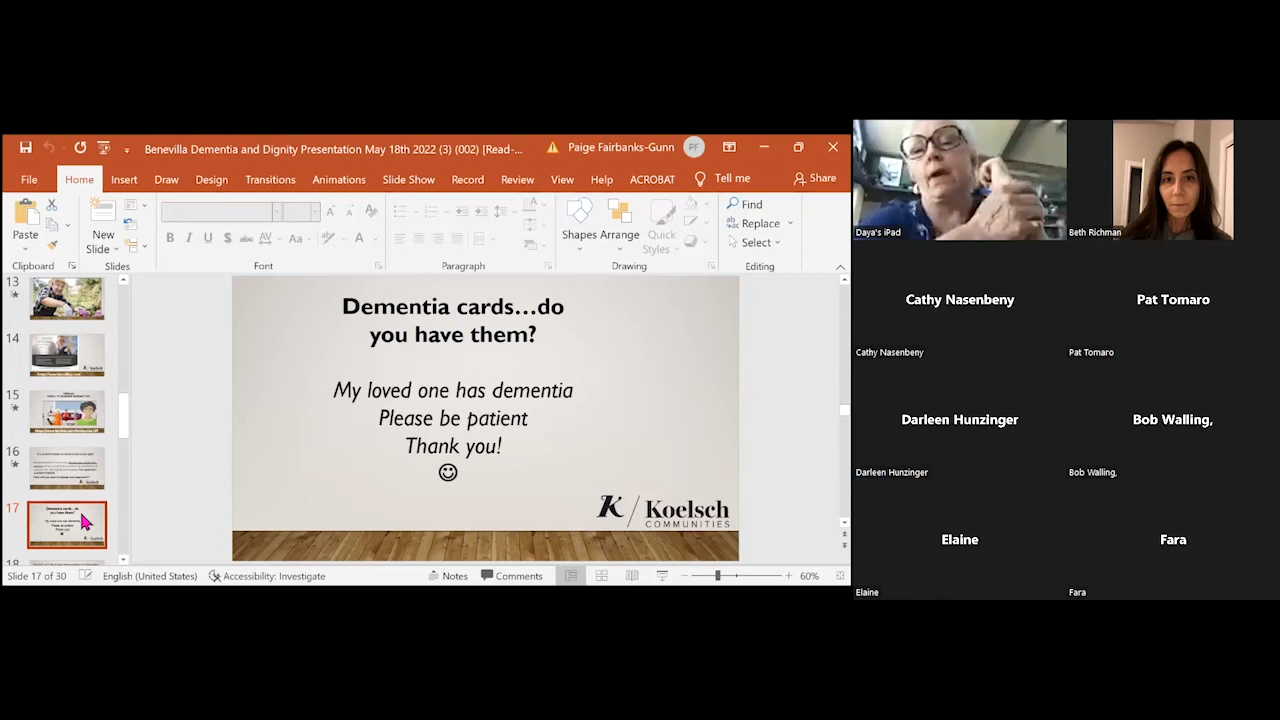 Benevilla Dementia and Dignity Presentation May 18th 2022 (3) (002) [Read-...
Paige Fairbanks-Gunn
PF
File
Home
Insert
Draw
Design
Transitions
Animations
Slide Show
Record
Review
View
Help
ACROBAT
Tell me
Share
Paste
New
Slide
Shapes
Arrange
Quick
Styles
Find
Replace
Select
B I U S abc AV Aa A
Clipboard
Slides
Font
Paragraph
Drawing
Editing
13
14
15
16
17
18
Dementia cards...do
you have them?
My loved one has dementia
Please be patient
Thank you!
K / Koelsch
COMMUNITIES
Slide 17 of 30
English (United States)
Accessibility: Investigate
Notes
Comments
60%
Daya's iPad
Beth Richman
Cathy Nasenbeny
Pat Tomaro
Cathy Nasenbeny
Pat Tomaro
Darleen Hunzinger
Bob Walling,
Darleen Hunzinger
Bob Walling,
Elaine
Fara
Elaine
Fara